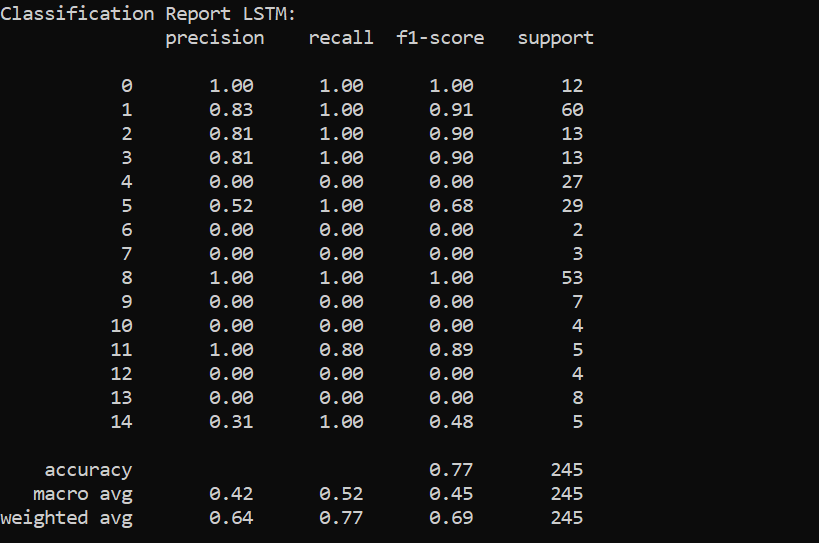 Classification Report LSTM:
precision recall f1-score support
0 1.00 1.00 1.00 12
1 0.83 1.00 0.91 60
2 0.81 1.00 0.90 13
3 0.81 1.00 0.90 13
4 0.00 0.00 0.00 27
5 0.52 1.00 0.68 29
6 0.00 0.00 0.00 2
7 0.00 0.00 0.00 3
8 1.00 1.00 1.00 53
9 0.00 0.00 0.00 7
10 0.00 0.00 0.00 4
11 1.00 0.80 0.89 5
12 0.00 0.00 0.00 4
13 0.00 0.00 0.00 8
14 0.31 1.00 0.48 5
accuracy 0.77 245
macro avg 0.42 0.52 0.45 245
weighted avg 0.64 0.77 0.69 245